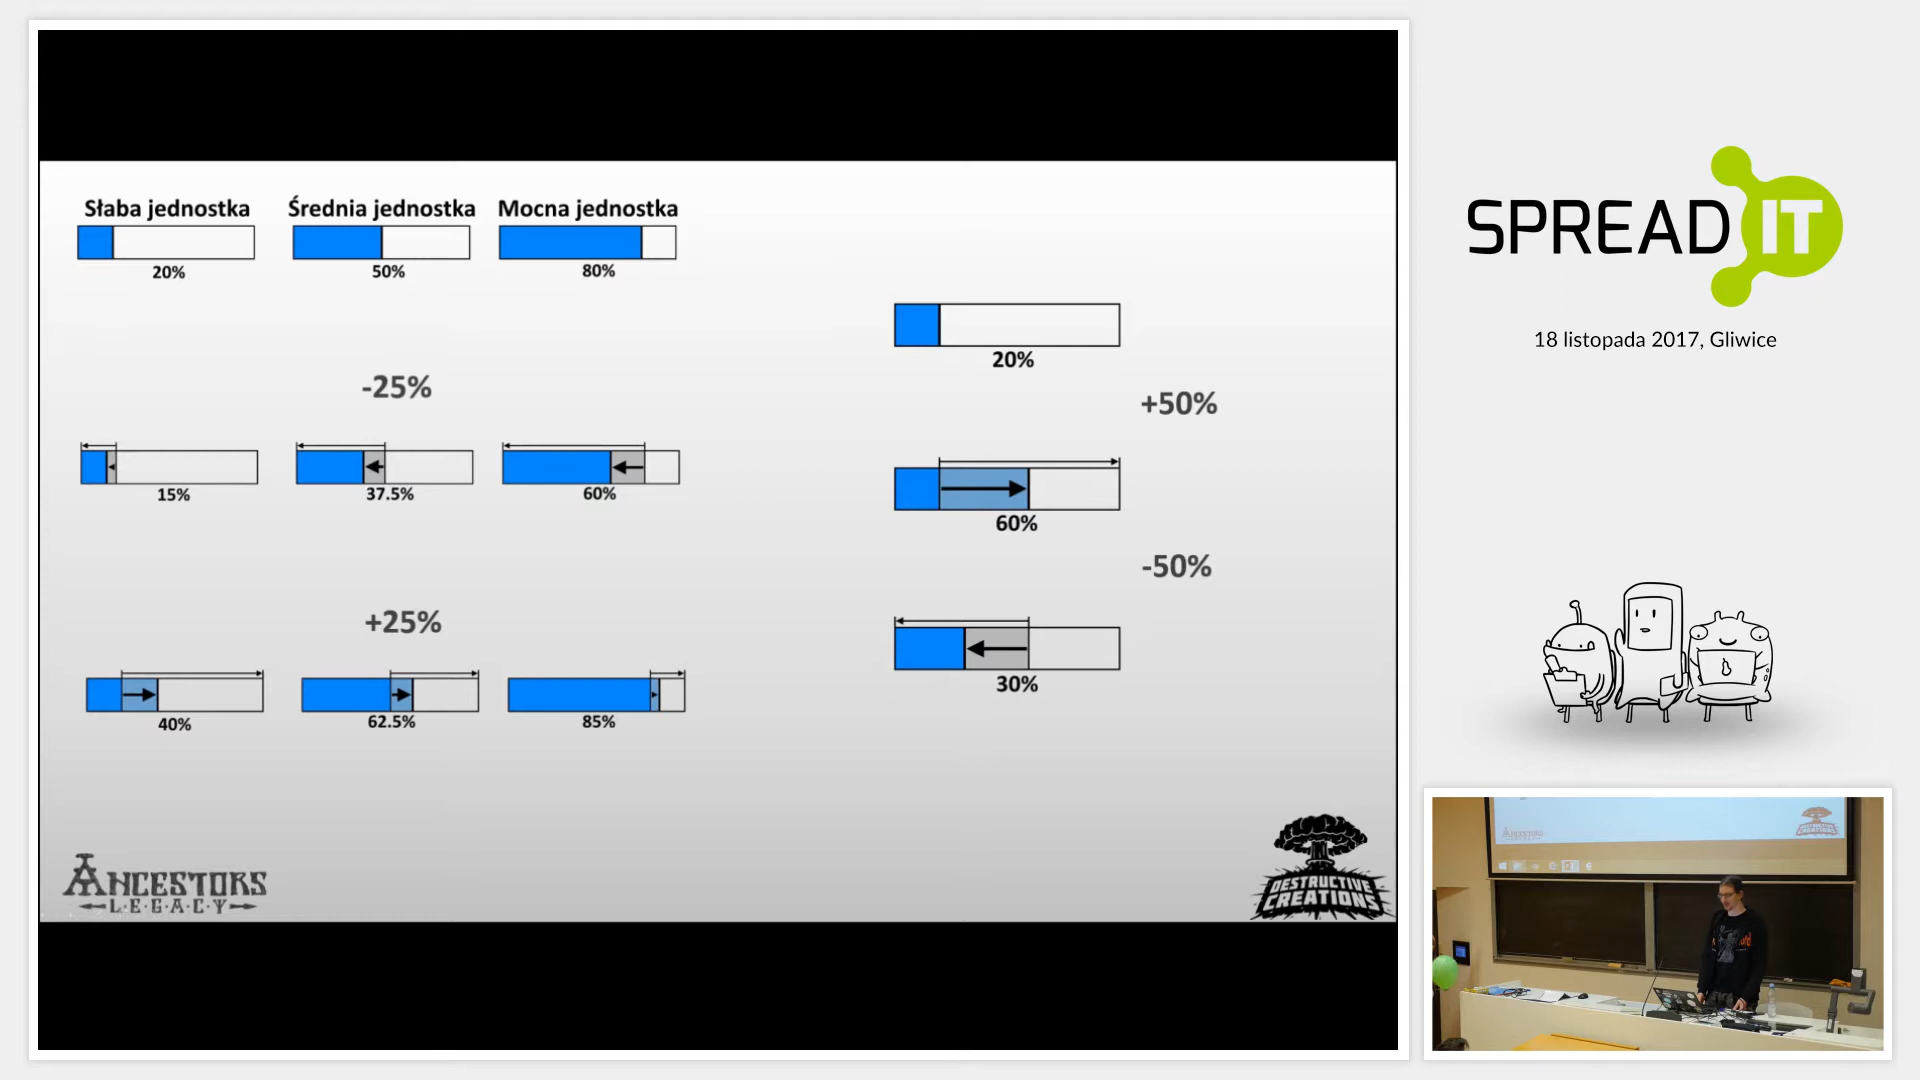 Słaba jednostka
Średnia jednostka
Mocna jednostka
20%
50%
80%
-25%
15%
37.5%
60%
+25%
40%
62.5%
85%
20%
+50%
60%
-50%
30%
ANCESTORS
LEGACY
DESTRUCTIVE
CREATIONS
SPREAD IT
18 listopada 2017, Gliwice